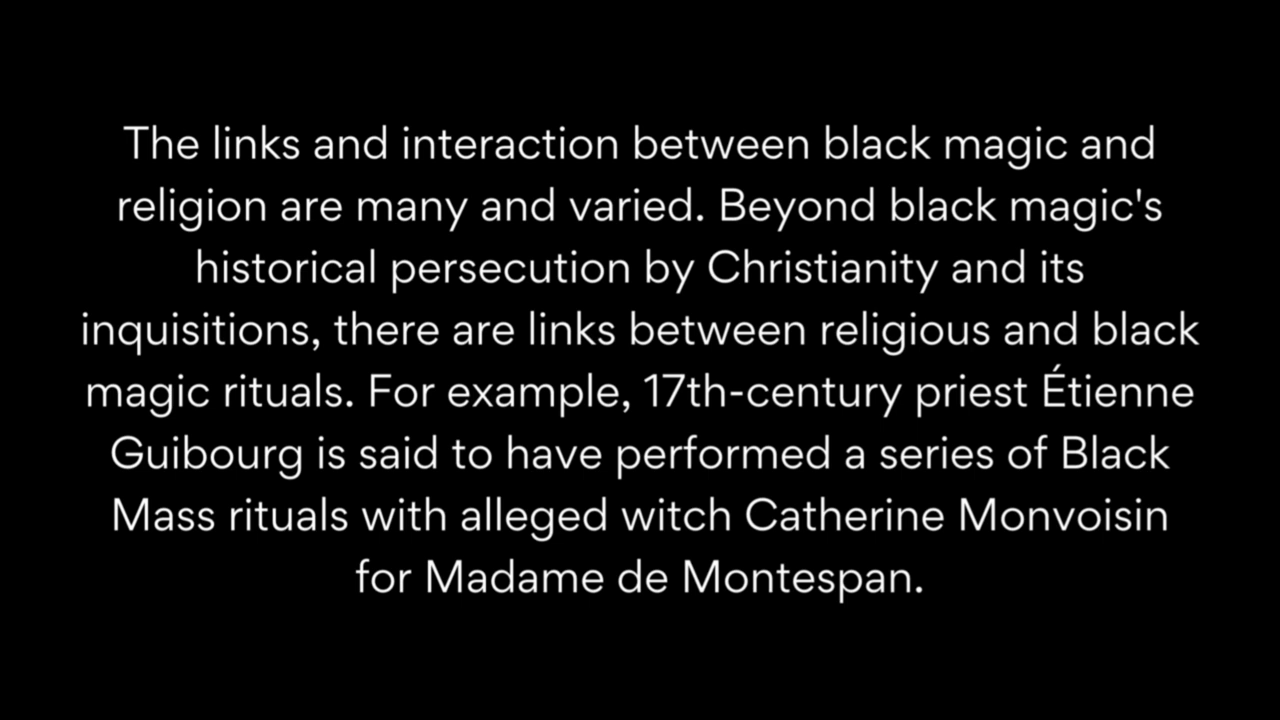 The links and interaction between black magic and
religion are many and varied. Beyond black magic's
historical persecution by Christianity and its
inquisitions, there are links between religious and black
magic rituals. For example, 17th-century priest Étienne
Guibourg is said to have performed a series of Black
Mass rituals with alleged witch Catherine Monvoisin
for Madame de Montespan.